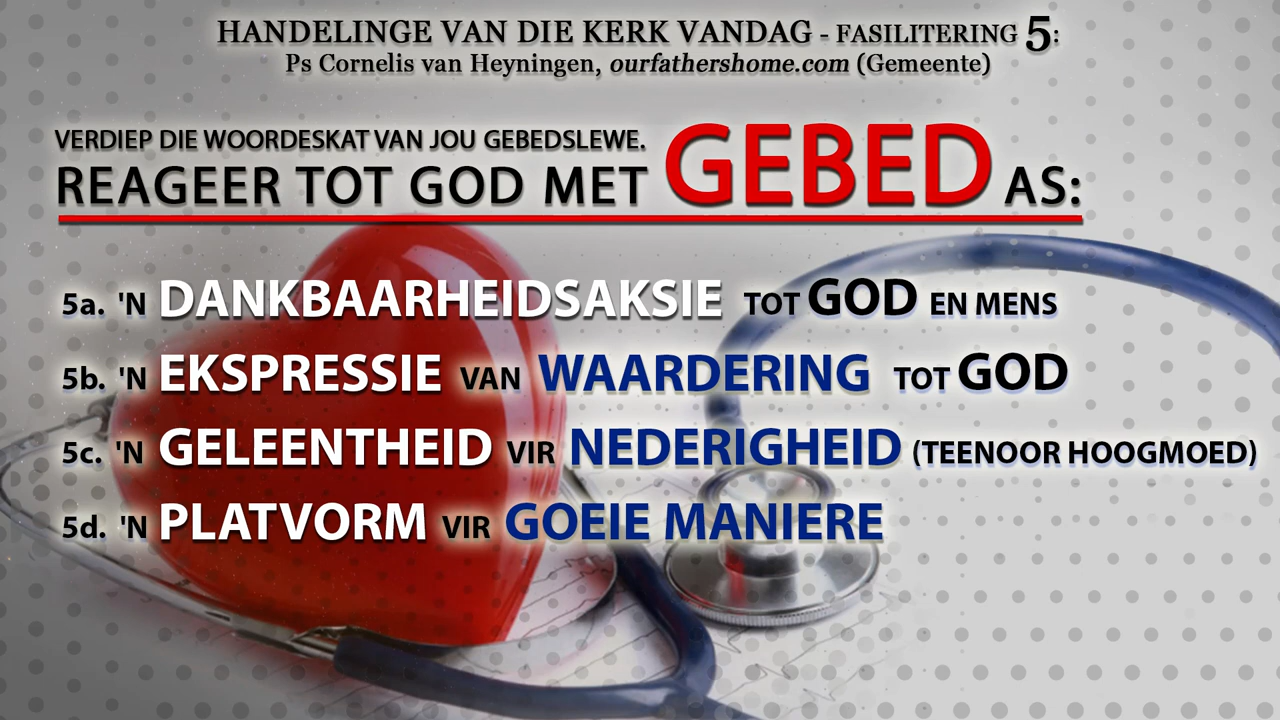 HANDELINGE VAN DIE KERK VANDAG - FASILITERING 5:
Ps Cornelis van Heyningen, ourfathershome.com (Gemeente)
VERDIEP DIE WOORDESKAT VAN JOU GEBEDSLEWE.
REAGEER TOT GOD MET GEBED AS:
5a. 'N DANKBAARHEIDSAKSIE TOT GOD EN MENS
5b. 'N EKSPRESSIE VAN WAARDERING TOT GOD
5c. 'N GELEENTHEID VIR NEDERIGHEID (TEENOOR HOOGMOED)
5d. 'N PLATVORM VIR GOEIE MANIERE